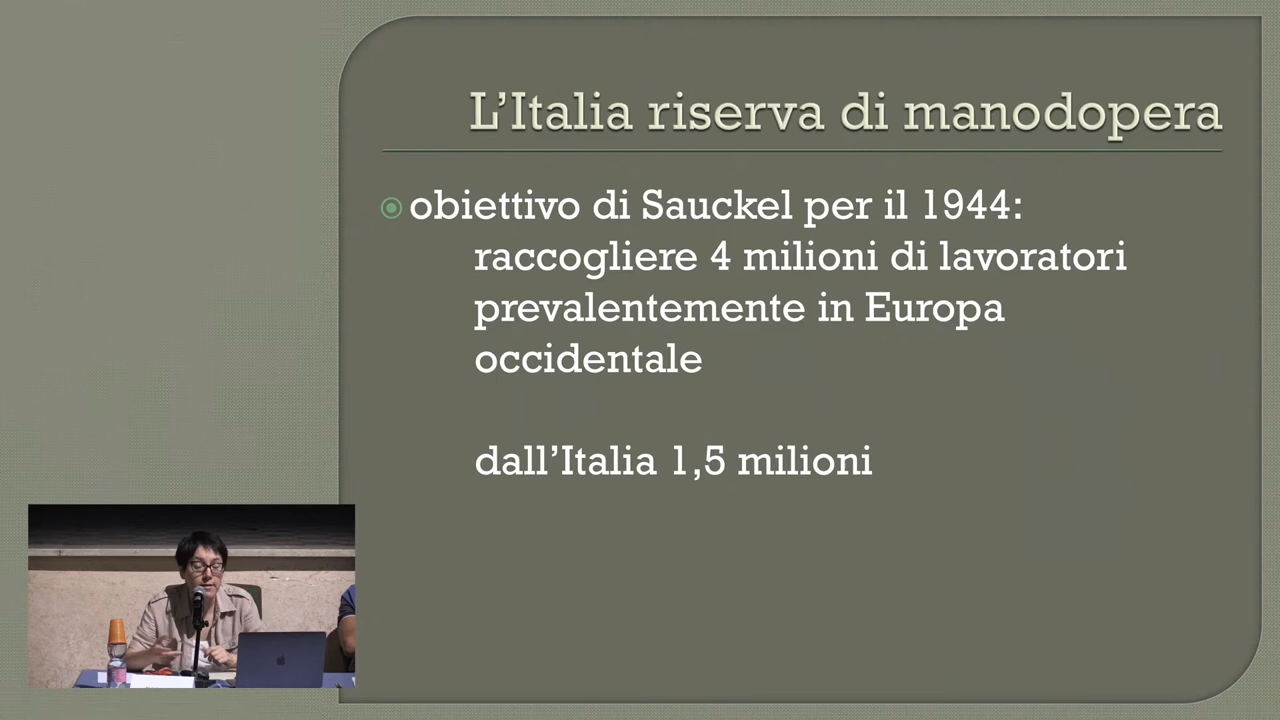 L’Italia riserva di manodopera
obiettivo di Sauckel per il 1944:
raccogliere 4 milioni di lavoratori
prevalentemente in Europa
occidentale
dall’Italia 1,5 milioni